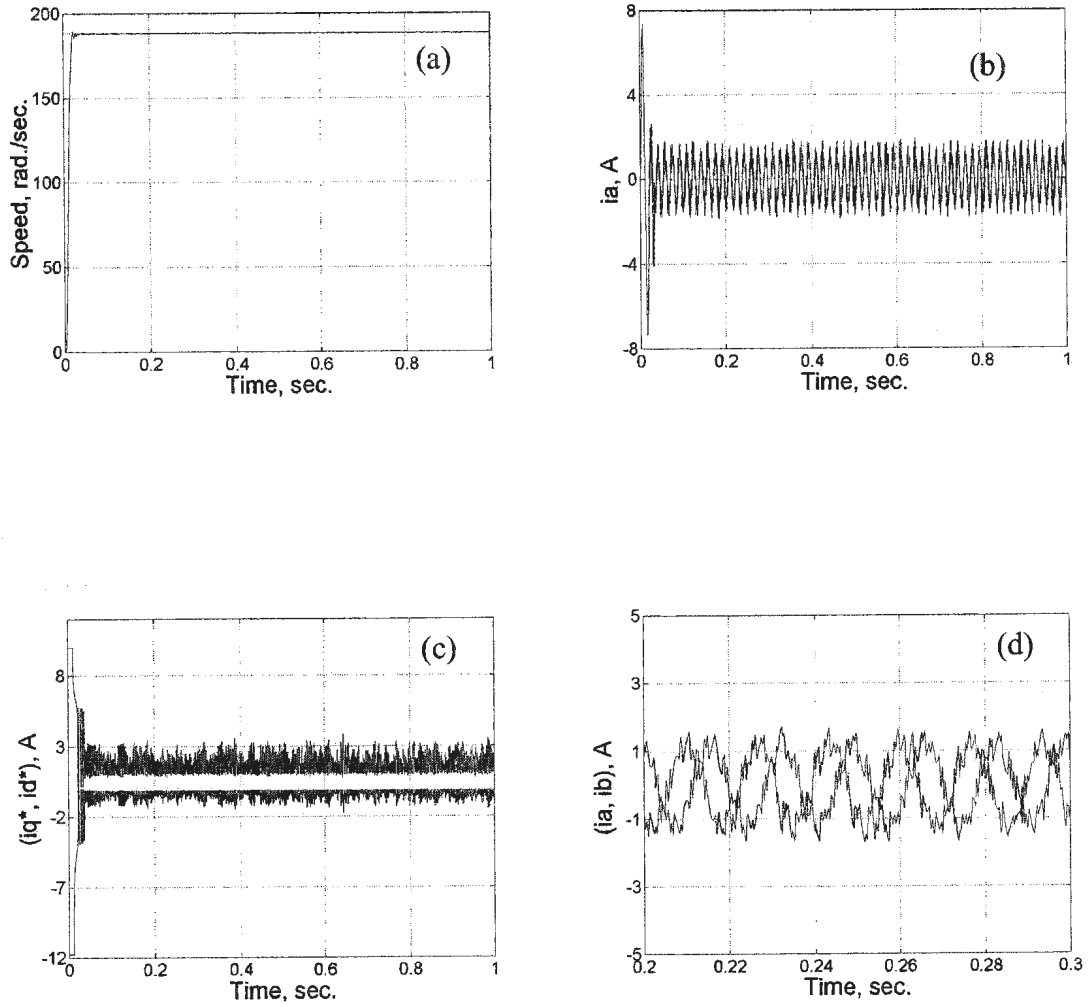 200
150
100
50
0
Speed, rad./sec.
(a)
0 0.2 0.4 0.6 0.8 1
Time, sec.
8
4
0
-4
-8
ia, A
(b)
0 0.2 0.4 0.6 0.8 1
Time, sec.
8
3
-2
-7
-12
(iq*, id*), A
(c)
0 0.2 0.4 0.6 0.8 1
Time, sec.
5
3
1
-1
-3
-5
(ia, ib), A
(d)
0.2 0.22 0.24 0.26 0.28 0.3
Time, sec.